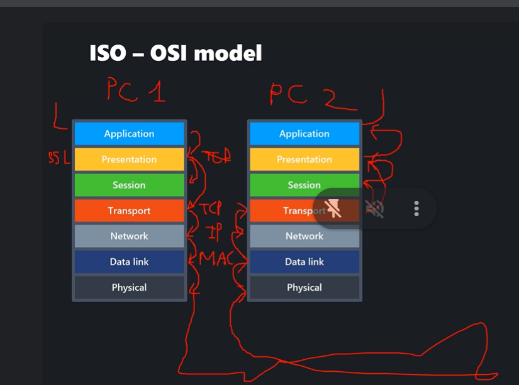 ISO – OSI model
PC 1
PC 2
Application
Application
SSL
Presentation
TCP
Presentation
Session
Session
Transport
TCP
Transport
Network
IP
Network
Data link
MAC
Data link
Physical
Physical